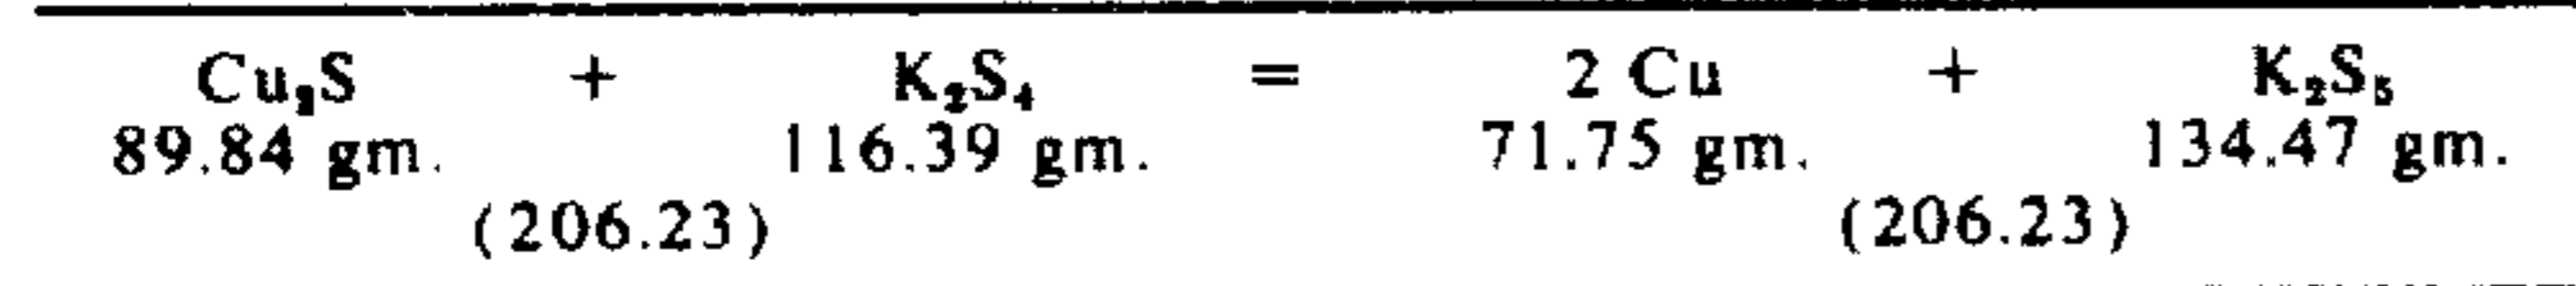 Cu₂S + K₂S₄ = 2 Cu + K₂S₅
89.84 gm. 116.39 gm. 71.75 gm. 134.47 gm.
(206.23) (206.23)